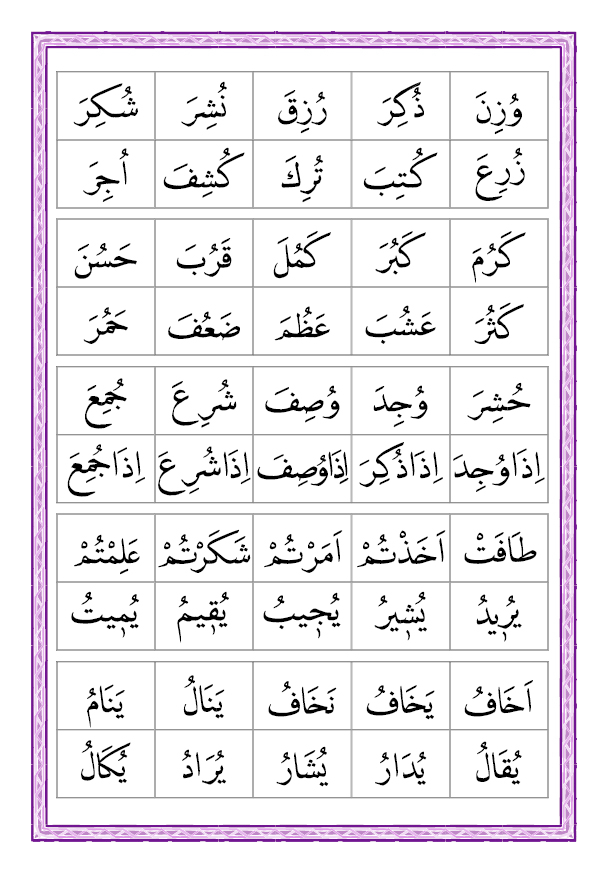 وُزِنَ ذُكِرَ رُزِقَ نُشِرَ شُكِرَ
زُرِعَ كُتِبَ تُرِكَ كُشِفَ اُجِرَ
كَرُمَ كَبُرَ كَمُلَ قَرُبَ حَسُنَ
كَثُرَ عَشُبَ عَظُمَ ضَعُفَ حَمُرَ
حُشِرَ وُجِدَ وُصِفَ شُرِعَ جُمِعَ
اِذَاوُجِدَ اِذَاذُكِرَ اِذَاوُصِفَ اِذَاشُرِعَ اِذَاجُمِعَ
طَافَتْ اَخَذْتُمْ اَمَرْتُمْ شَكَرْتُمْ عَلِمْتُمْ
يُرٖيدُ يُشٖيرُ يُجٖيبُ يُقٖيمُ يُمٖيتُ
اَخَافُ يَخَافُ نَخَافُ يَنَالُ يَنَامُ
يُقَالُ يُدَارُ يُشَارُ يُرَادُ يُكَالُ